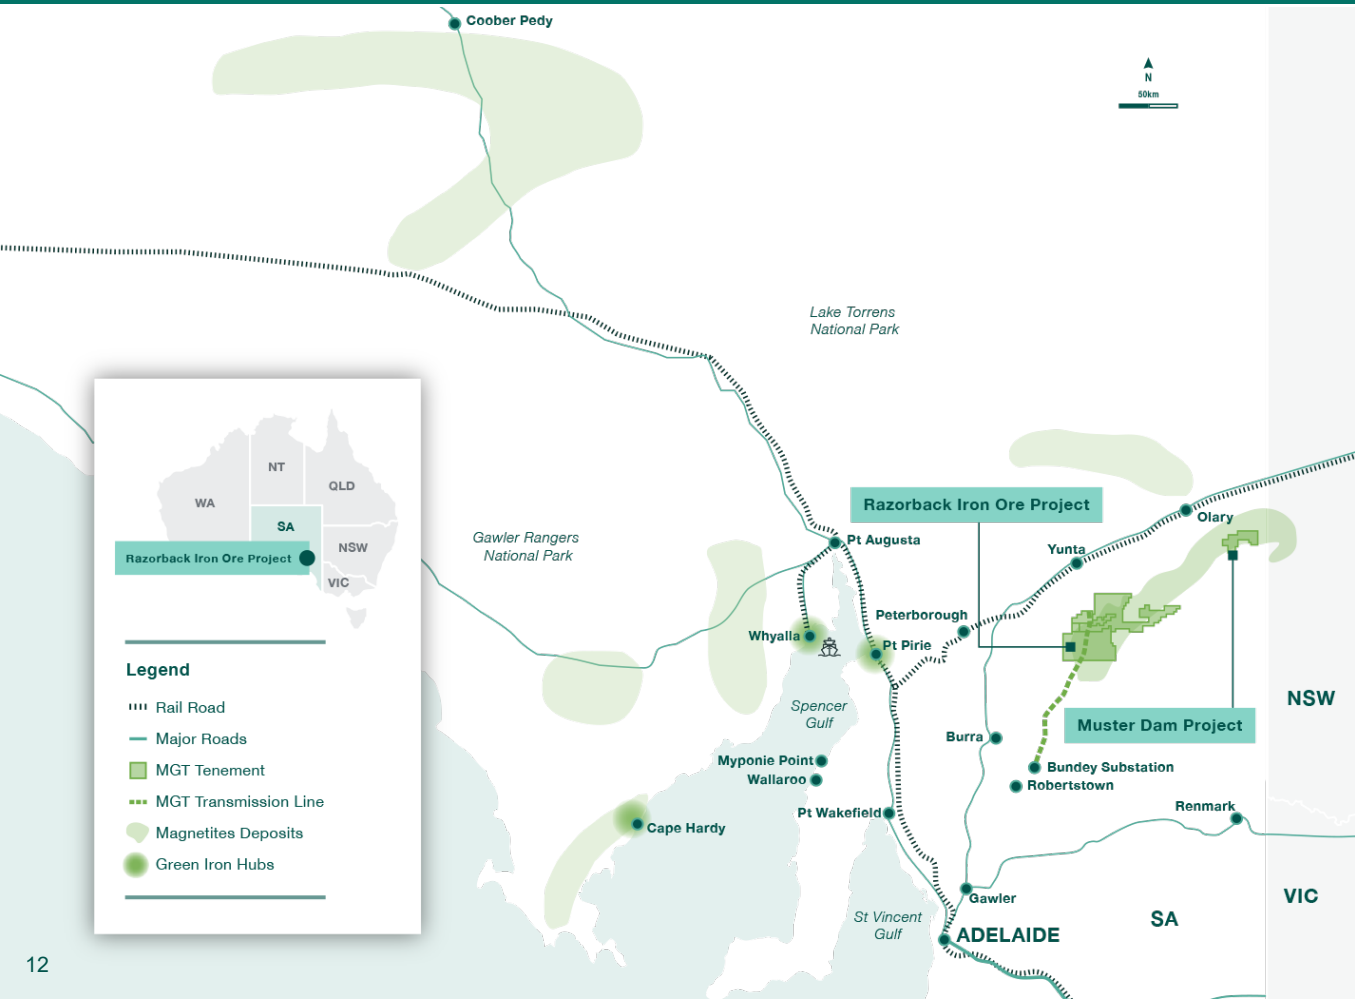 Coober Pedy
N
50km
Lake Torrens
National Park
NT
QLD
WA
SA
NSW
Razorback Iron Ore Project
VIC
Gawler Rangers
National Park
Razorback Iron Ore Project
Olary
Pt Augusta
Yunta
Peterborough
Whyalla
Pt Pirie
Legend
Rail Road
Major Roads
MGT Tenement
MGT Transmission Line
Magnetites Deposits
Green Iron Hubs
NSW
Spencer
Gulf
Muster Dam Project
Burra
Myponie Point
Bundey Substation
Wallaroo
Robertstown
Renmark
Pt Wakefield
Cape Hardy
Gawler
VIC
St Vincent
Gulf
SA
ADELAIDE
12